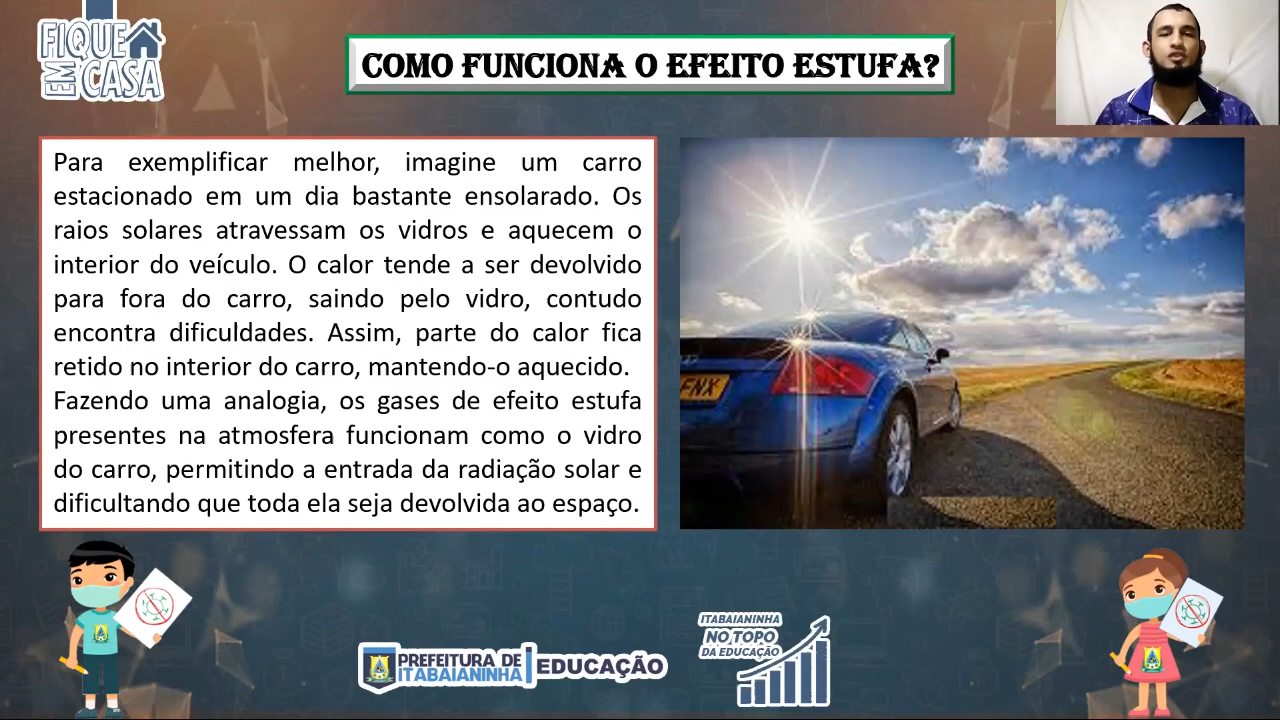 FIQUE
EM
CASA
COMO FUNCIONA O EFEITO ESTUFA?
Para exemplificar melhor, imagine um carro
estacionado em um dia bastante ensolarado. Os
raios solares atravessam os vidros e aquecem o
interior do veículo. O calor tende a ser devolvido
para fora do carro, saindo pelo vidro, contudo
encontra dificuldades. Assim, parte do calor fica
retido no interior do carro, mantendo-o aquecido.
Fazendo uma analogia, os gases de efeito estufa
presentes na atmosfera funcionam como o vidro
do carro, permitindo a entrada da radiação solar e
dificultando que toda ela seja devolvida ao espaço.
FNX
PREFEITURA DE
ITABAIANINHA
EDUCAÇÃO
ITABAIANINHA
NO TOPO
DA EDUCAÇÃO